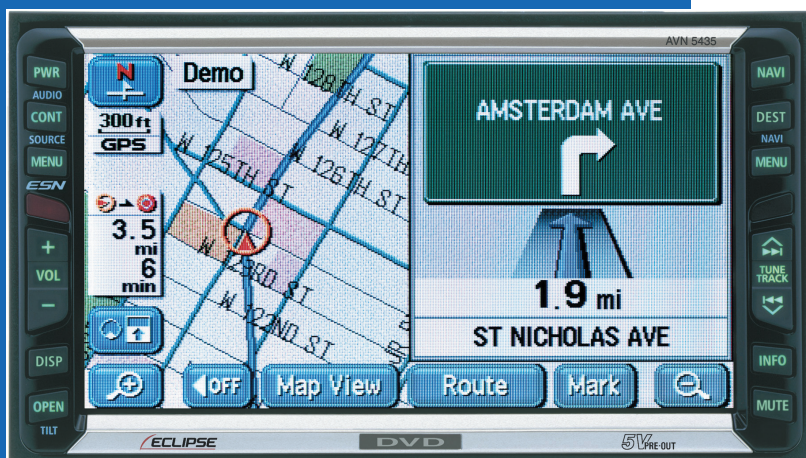 AVN 5435
PWR
AUDIO
CONT
SOURCE
MENU
ESN
+
VOL
−
DISP
OPEN
TILT
N
Demo
300ft
GPS
3.5
mi
6
min
W 128TH ST
W 127TH
W 126TH ST
W 125TH ST
W 123RD ST
W 122ND ST
AMSTERDAM AVE
1.9 mi
ST NICHOLAS AVE
OFF
Map View
Route
Mark
NAVI
DEST
NAVI
MENU
TUNE
TRACK
INFO
MUTE
ECLIPSE
DVD
5V PRE-OUT